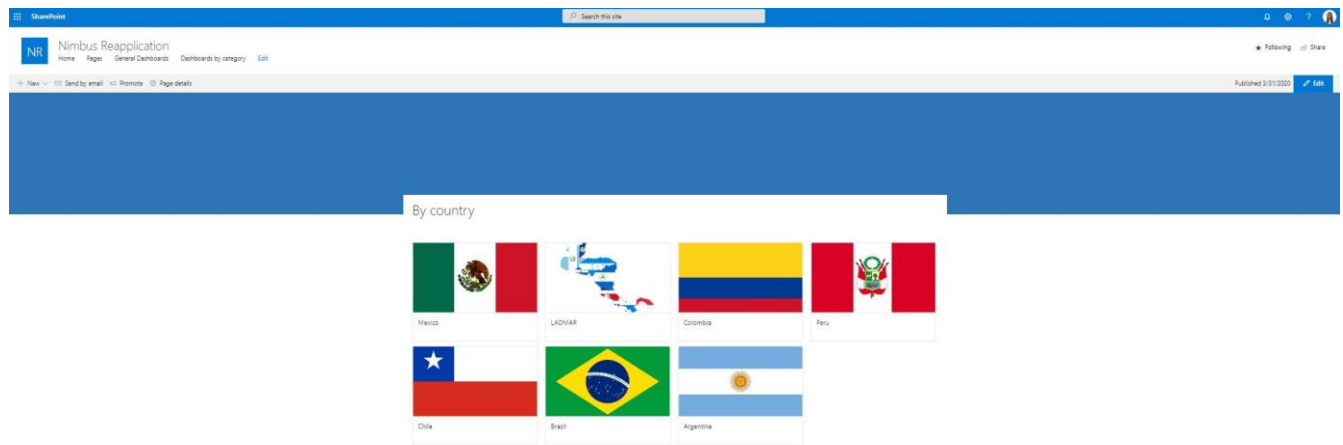 SharePoint
Search this site
?
NR
Nimbus Reapplication
Home Pages General Dashboards Dashboards by category Edit
Following Share
New Send by email Promote Page details
Published 3/31/2020 Edit
By country
Mexico LADMAR Colombia Peru
Chile Brazil Argentina